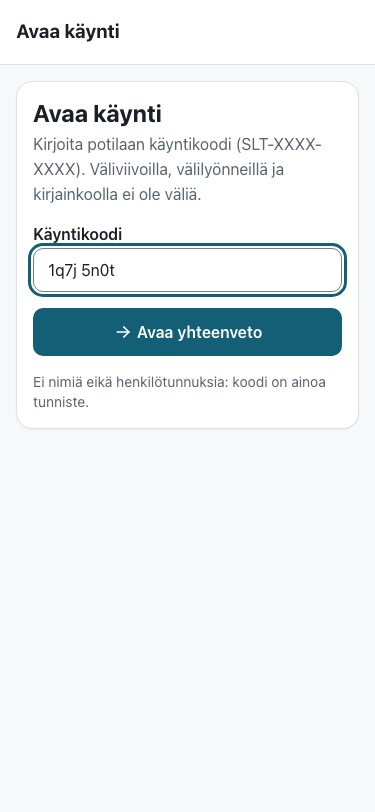 Avaa käynti
Avaa käynti
Kirjoita potilaan käyntikoodi (SLT-XXXX-
XXXX). Väliviivoilla, välilyönneillä ja
kirjainkoolla ei ole väliä.
Käyntikoodi
1q7j 5n0t
→ Avaa yhteenveto
Ei nimiä eikä henkilötunnuksia: koodi on ainoa
tunniste.